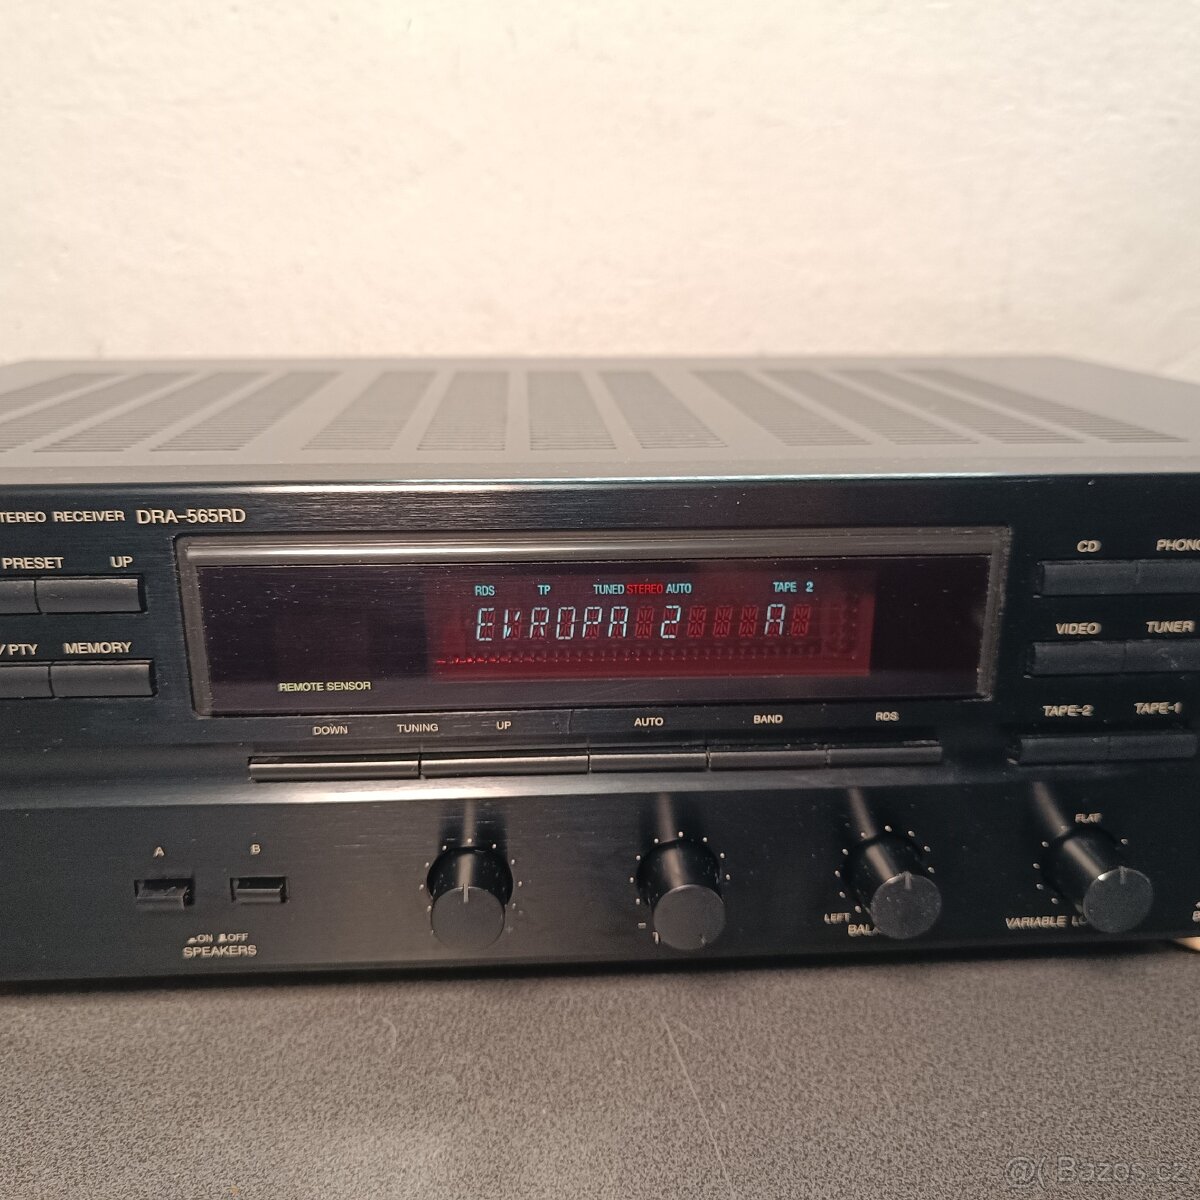 STEREO RECEIVER DRA-565RD
PRESET UP
/PTY MEMORY
RDS TP TUNED STEREO AUTO TAPE 2
EVROPA 2 A
REMOTE SENSOR
DOWN TUNING UP AUTO BAND RDS
CD PHONO
VIDEO TUNER
TAPE-2 TAPE-1
A B
ON OFF
SPEAKERS
LEFT
FLAT
VARIABLE
Bazos.cz